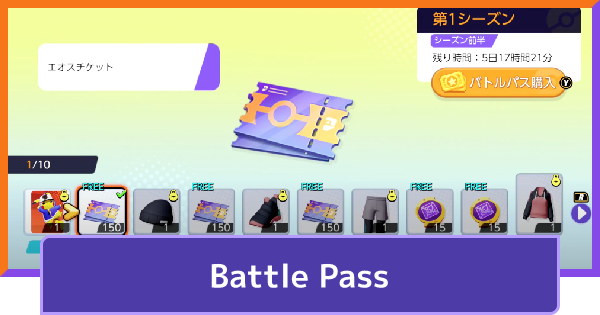 第1シーズン
シーズン前半
残り時間：5日17時間21分
バトルパス購入 Y
エオスチケット
1/10
FREE FREE FREE FREE FREE
1 150 1 150 1 150 1 15 15 1
R
Battle Pass